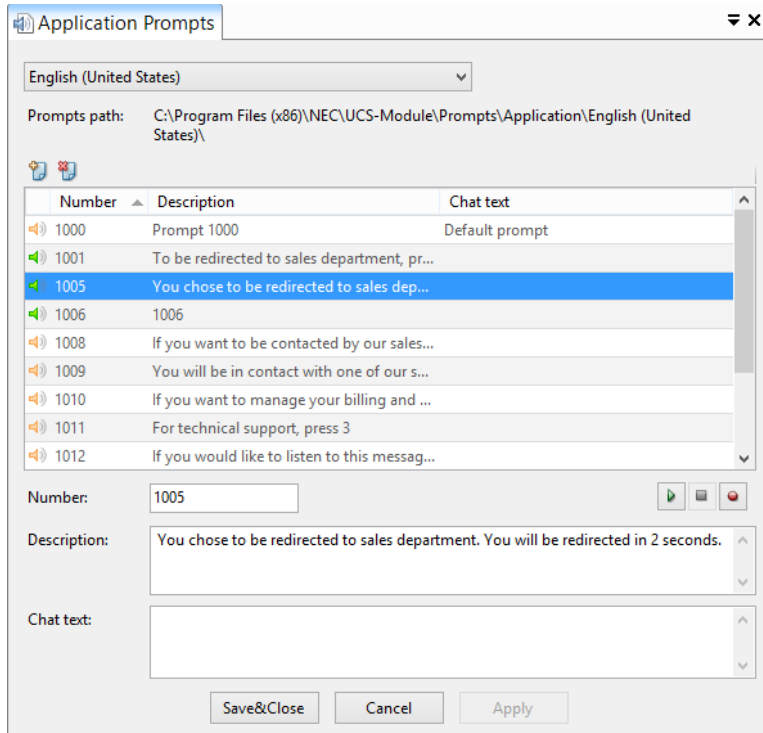 Application Prompts
English (United States)
Prompts path: C:\Program Files (x86)\NEC\UCS-Module\Prompts\Application\English (United
States)\
Number Description Chat text
1000 Prompt 1000 Default prompt
1001 To be redirected to sales department, pr...
1005 You chose to be redirected to sales dep...
1006 1006
1008 If you want to be contacted by our sales...
1009 You will be in contact with one of our s...
1010 If you want to manage your billing and ...
1011 For technical support, press 3
1012 If you would like to listen to this messag...
Number: 1005
Description: You chose to be redirected to sales department. You will be redirected in 2 seconds.
Chat text:
Save&Close Cancel Apply